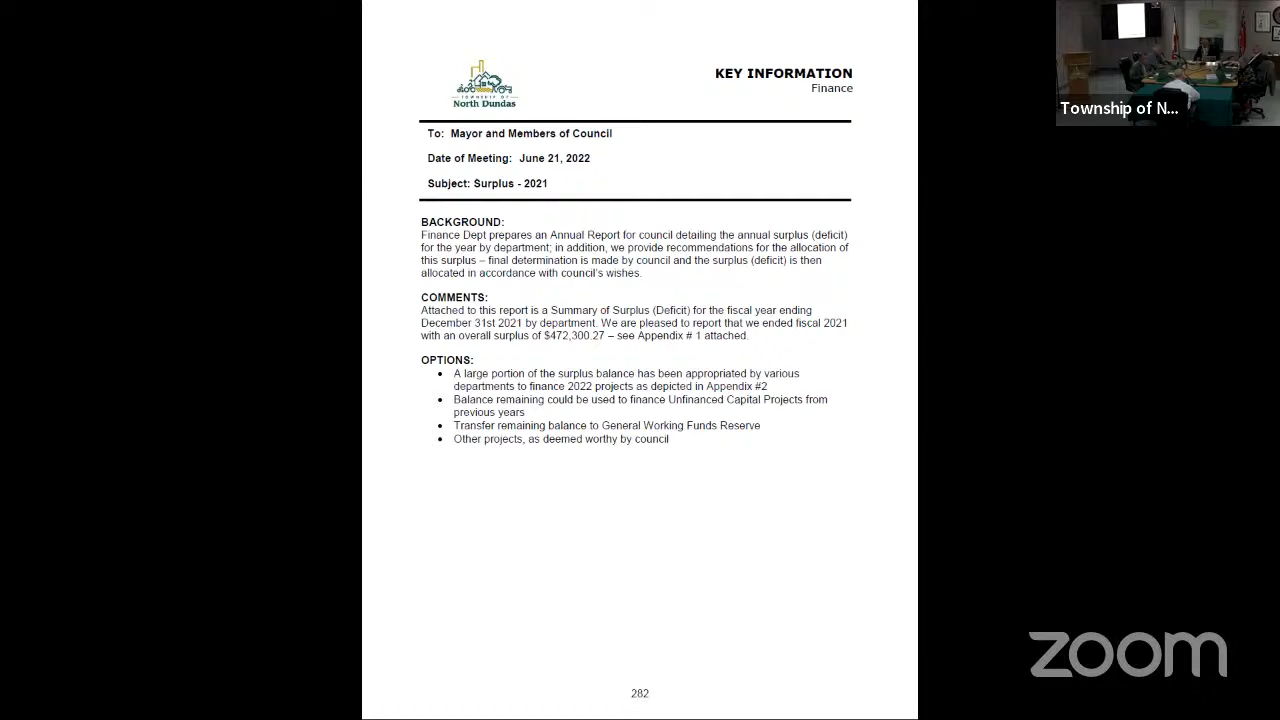 TOWNSHIP OF
North Dundas
KEY INFORMATION
Finance
To: Mayor and Members of Council
Date of Meeting: June 21, 2022
Subject: Surplus - 2021
BACKGROUND:
Finance Dept prepares an Annual Report for council detailing the annual surplus (deficit)
for the year by department; in addition, we provide recommendations for the allocation of
this surplus – final determination is made by council and the surplus (deficit) is then
allocated in accordance with council's wishes.
COMMENTS:
Attached to this report is a Summary of Surplus (Deficit) for the fiscal year ending
December 31st 2021 by department. We are pleased to report that we ended fiscal 2021
with an overall surplus of $472,300.27 – see Appendix # 1 attached.
OPTIONS:
• A large portion of the surplus balance has been appropriated by various
departments to finance 2022 projects as depicted in Appendix #2
• Balance remaining could be used to finance Unfinanced Capital Projects from
previous years
• Transfer remaining balance to General Working Funds Reserve
• Other projects, as deemed worthy by council
282
Township of N...
zoom